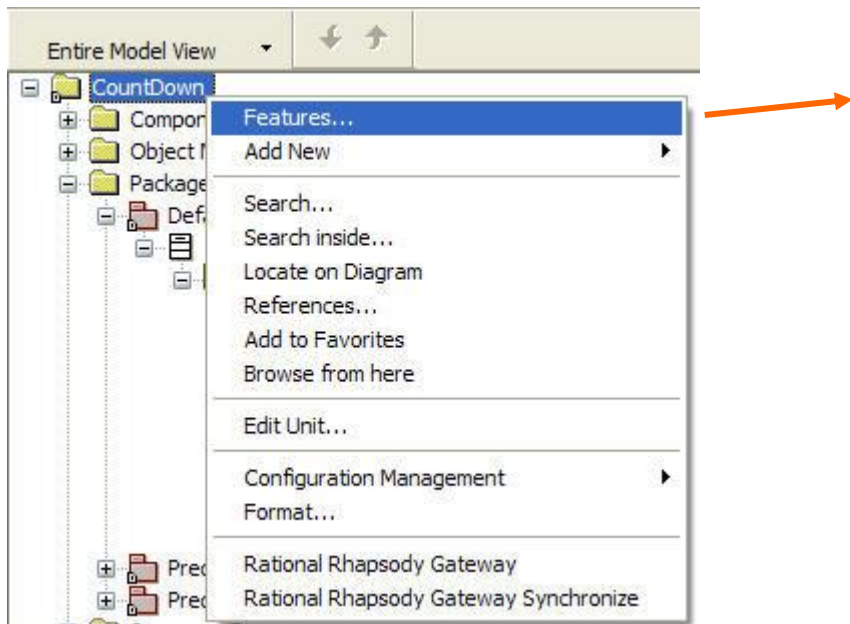 Entire Model View
CountDown
Features...
Add New
Search...
Search inside...
Locate on Diagram
References...
Add to Favorites
Browse from here
Edit Unit...
Configuration Management
Format...
Rational Rhapsody Gateway
Rational Rhapsody Gateway Synchronize
Compor
Object
Package
Defa
Pred
Pred